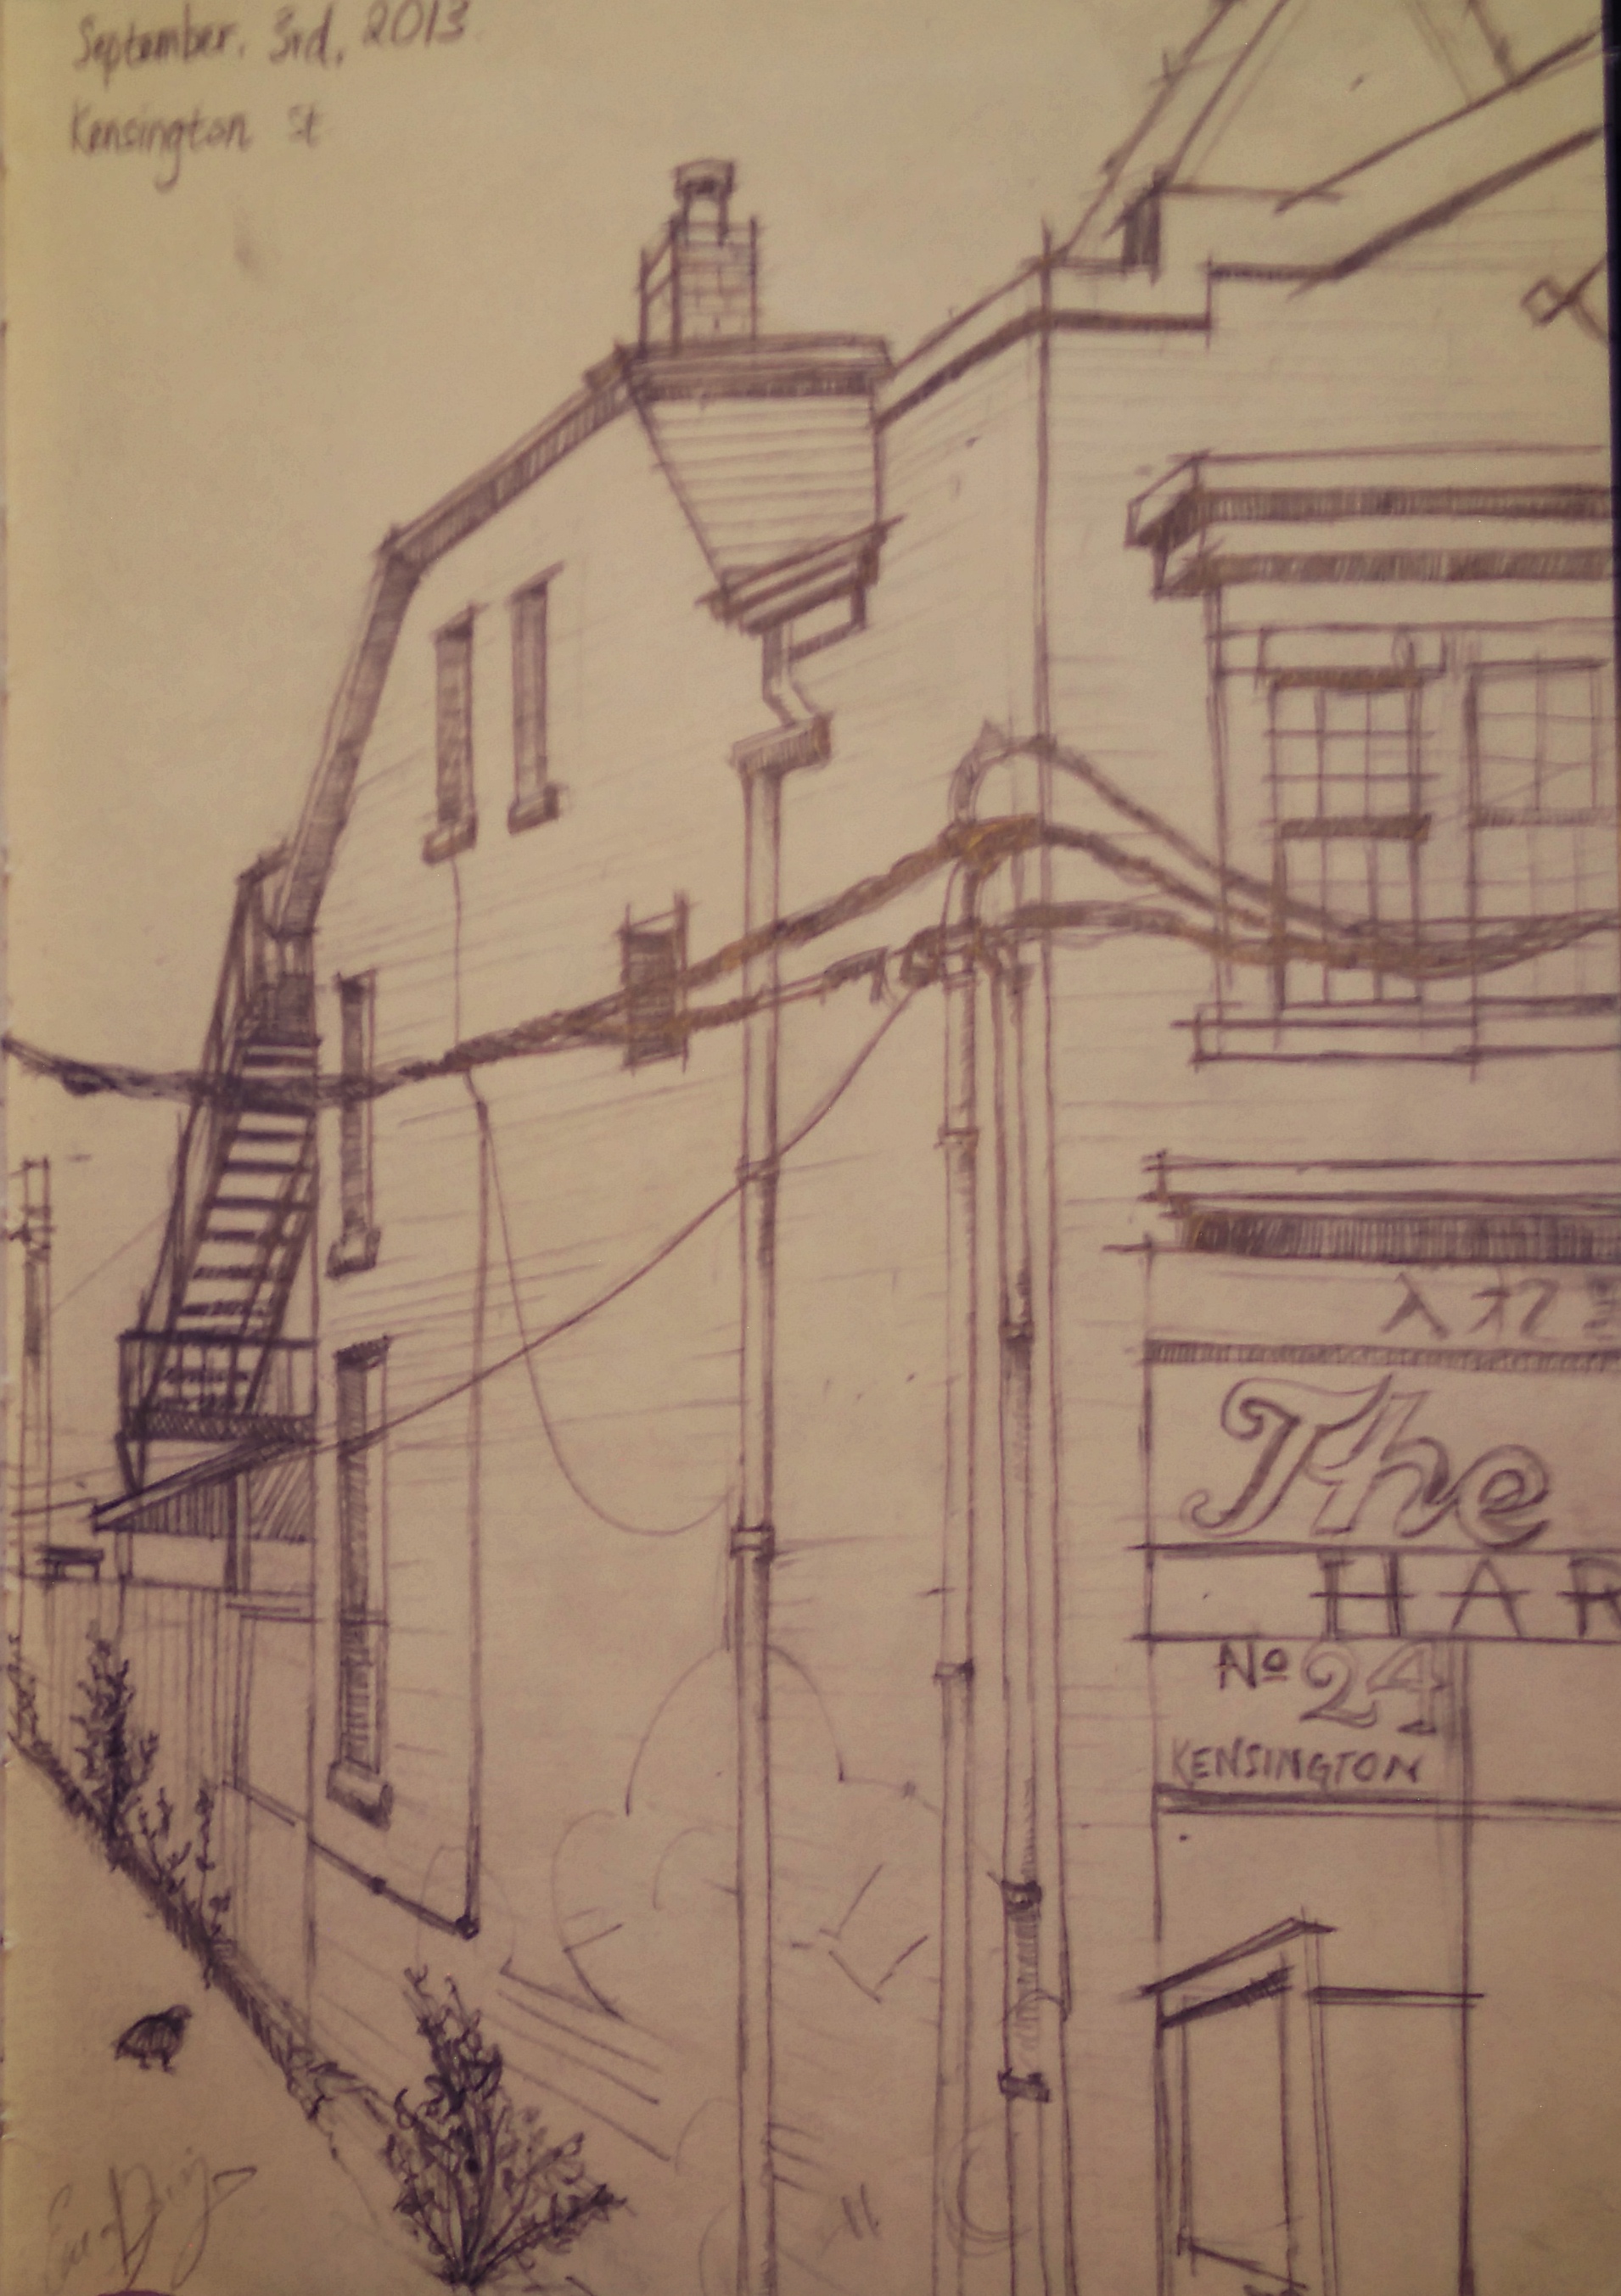 September. 3rd, 2013
Kensington St
The
HAR
No 24
KENSINGTON